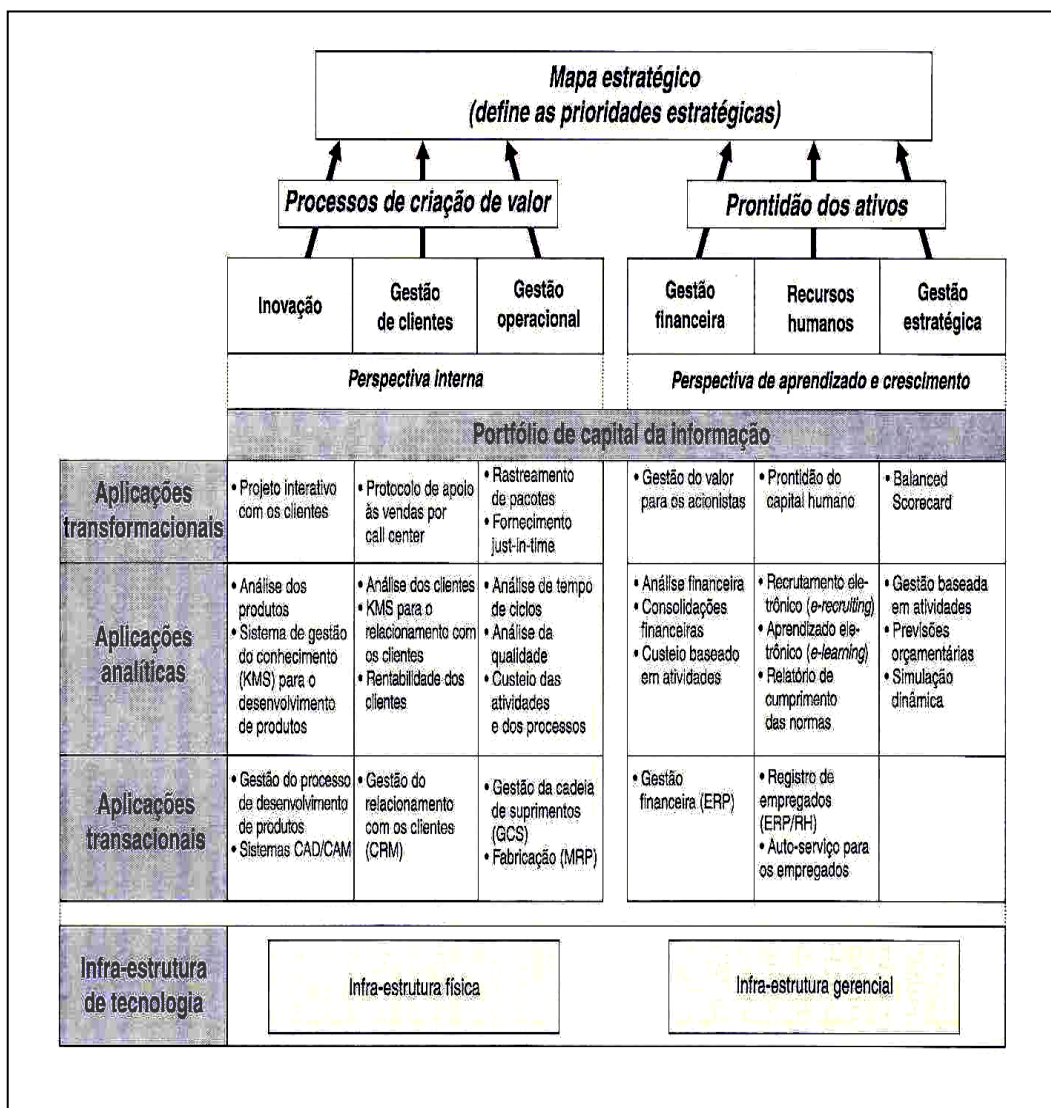 Mapa estratégico
(define as prioridades estratégicas)
Processos de criação de valor
Prontidão dos ativos
Inovação
Gestão
de clientes
Gestão
operacional
Gestão
financeira
Recursos
humanos
Gestão
estratégica
Perspectiva interna
Perspectiva de aprendizado e crescimento
Portfólio de capital da informação
Aplicações
transformacionais
• Projeto interativo
com os clientes
• Protocolo de apoio
às vendas por
call center
• Rastreamento
de pacotes
• Fornecimento
just-in-time
• Gestão do valor
para os acionistas
• Prontidão do
capital humano
• Balanced
Scorecard
Aplicações
analíticas
• Análise dos
produtos
• Sistema de gestão
do conhecimento
(KMS) para o
desenvolvimento
de produtos
• Análise dos clientes
• KMS para o
relacionamento com
os clientes
• Rentabilidade dos
clientes
• Análise de tempo
de ciclos
• Análise da
qualidade
• Custeio das
atividades
e dos processos
• Análise financeira
• Consolidações
financeiras
• Custeio baseado
em atividades
• Recrutamento ele-
trônico (e-recruiting)
• Aprendizado ele-
trônico (e-learning)
• Relatório de
cumprimento
das normas
• Gestão baseada
em atividades
• Previsões
orçamentárias
• Simulação
dinâmica
Aplicações
transacionais
• Gestão do processo
de desenvolvimento
de produtos
• Sistemas CAD/CAM
• Gestão do
relacionamento
com os clientes
(CRM)
• Gestão da cadeia
de suprimentos
(GCS)
• Fabricação (MRP)
• Gestão
financeira (ERP)
• Registro de
empregados
(ERP/RH)
• Auto-serviço para
os empregados
Infra-estrutura
de tecnologia
Infra-estrutura física
Infra-estrutura gerencial